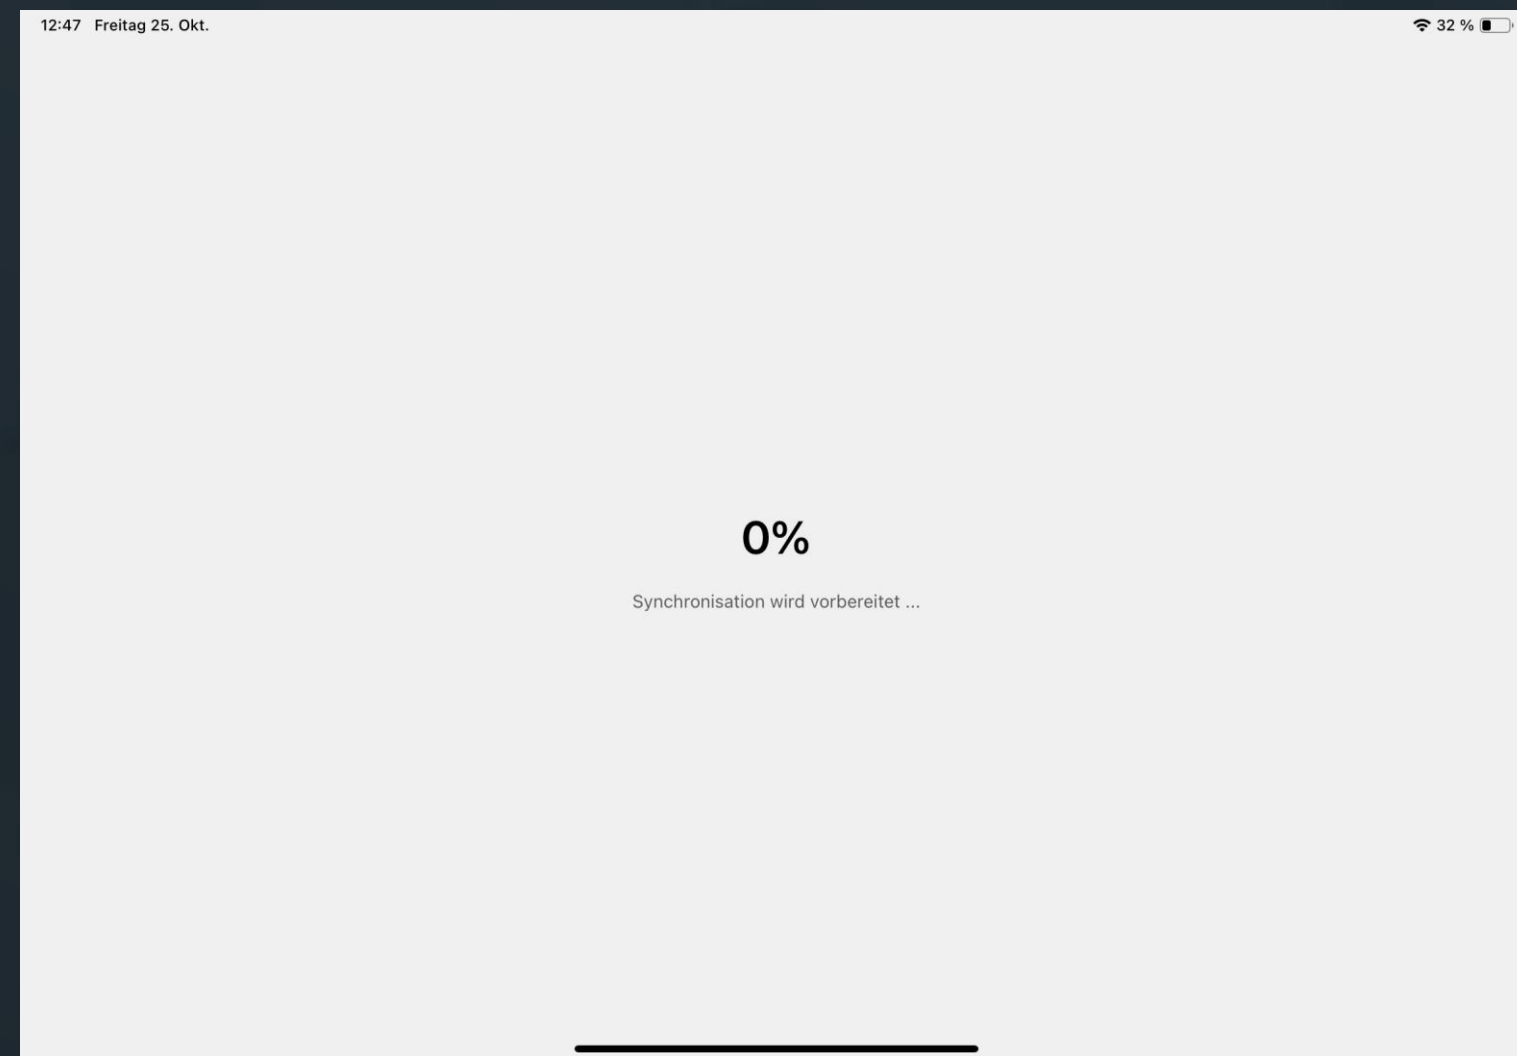 12:47 Freitag 25. Okt. 32 %
0%
Synchronisation wird vorbereitet ...